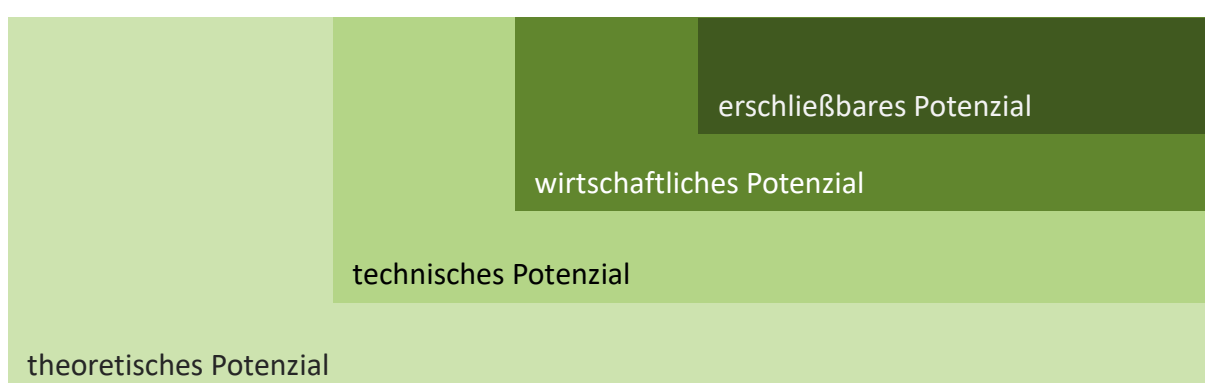 erschließbares Potenzial
wirtschaftliches Potenzial
technisches Potenzial
theoretisches Potenzial